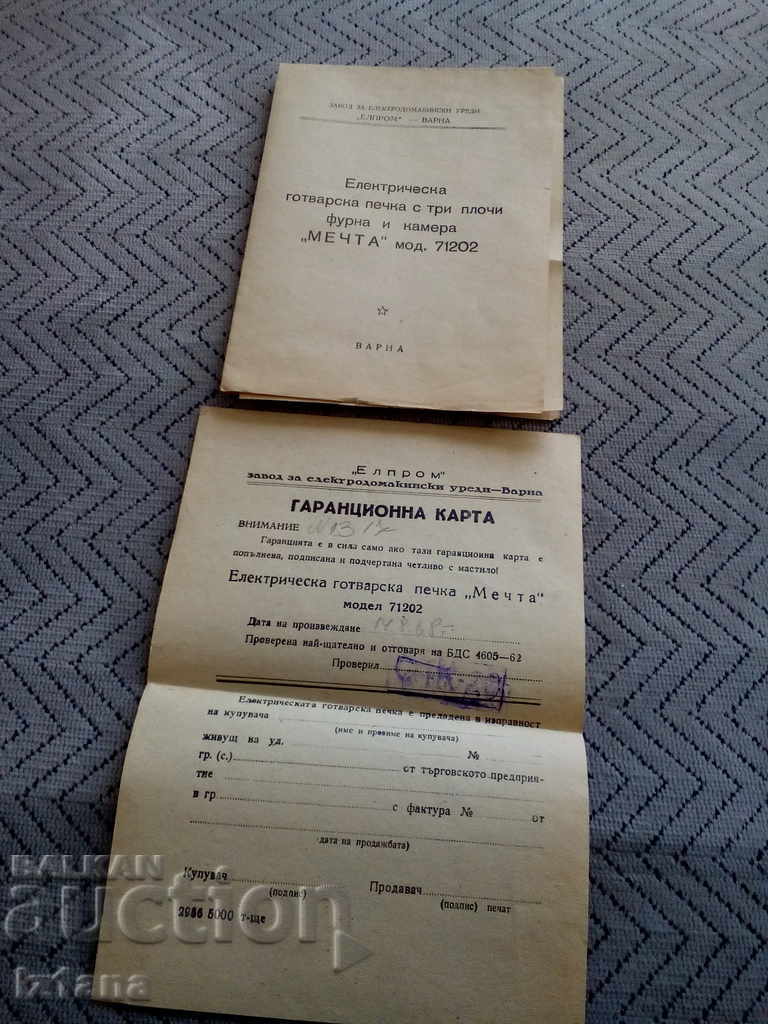 ЗАВОД ЗА ЕЛЕКТРОДОМАКИНСКИ УРЕДИ
„ЕЛПРОМ" — ВАРНА
Електрическа
готварска печка с три плочи
фурна и камера
„МЕЧТА" мод. 71202
ВАРНА
„Елпром"
завод за електродомакински уреди—Варна
ГАРАНЦИОННА КАРТА
ВНИМАНИЕ
Гаранцията е в сила само ако тази гаранционна карта е
попълнена, подписана и подчертана четливо с мастило!
Електрическа готварска печка „Мечта"
модел 71202
Дата на произвеждане
Проверена най-щателно и отговаря на БДС 4605—62
Проверил
Електрическата готварска печка е предадена в изправност
на купувача
(име и презиме на купувача)
живущ на ул. №
гр. (с.) от търговското предприя-
тие
в гр. с фактура № от
(дата на продажбата)
Купувач Продавач
(подпис) (подпис) печат
2986 5000 т-ще
BALKAN
auction
iztana